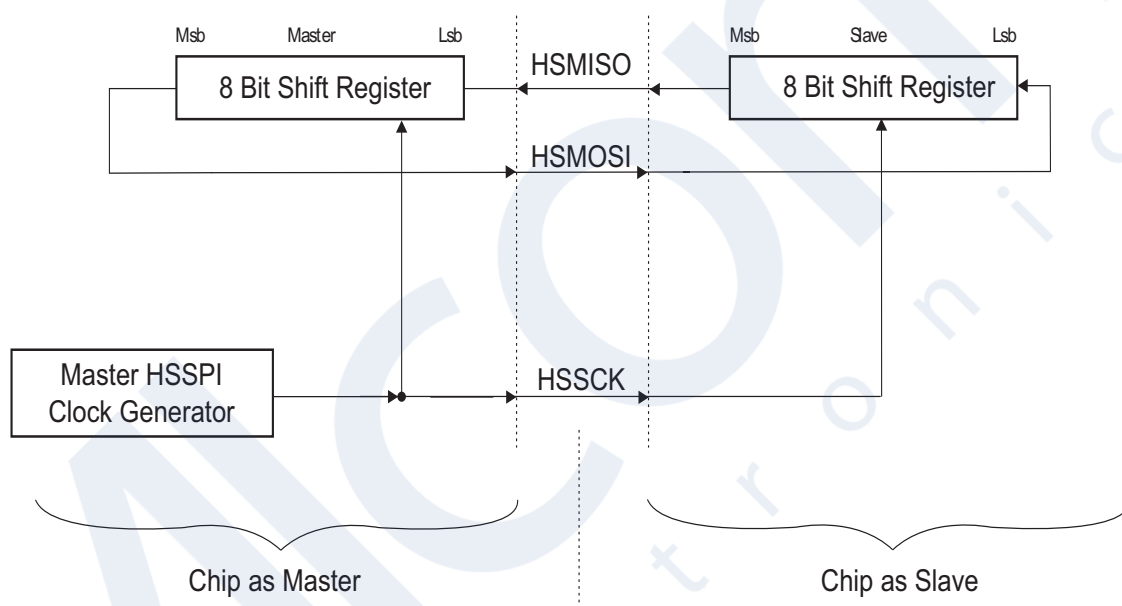 Msb Master Lsb
HSMISO
Msb Slave Lsb
8 Bit Shift Register
8 Bit Shift Register
HSMOSI
Master HSSPI
Clock Generator
HSSCK
Chip as Master
Chip as Slave